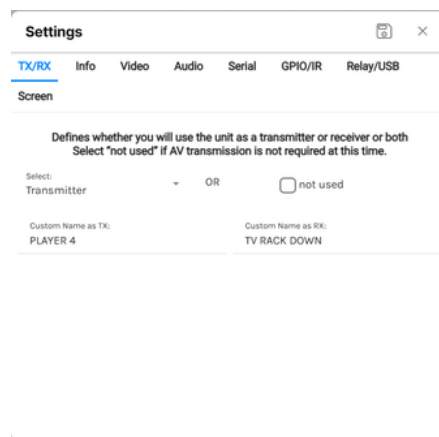 Settings
TX/RX Info Video Audio Serial GPIO/IR Relay/USB
Screen
Defines whether you will use the unit as a transmitter or receiver or both
Select "not used" if AV transmission is not required at this time.
Select:
Transmitter OR not used
Custom Name as TX: Custom Name as RX:
PLAYER 4 TV RACK DOWN